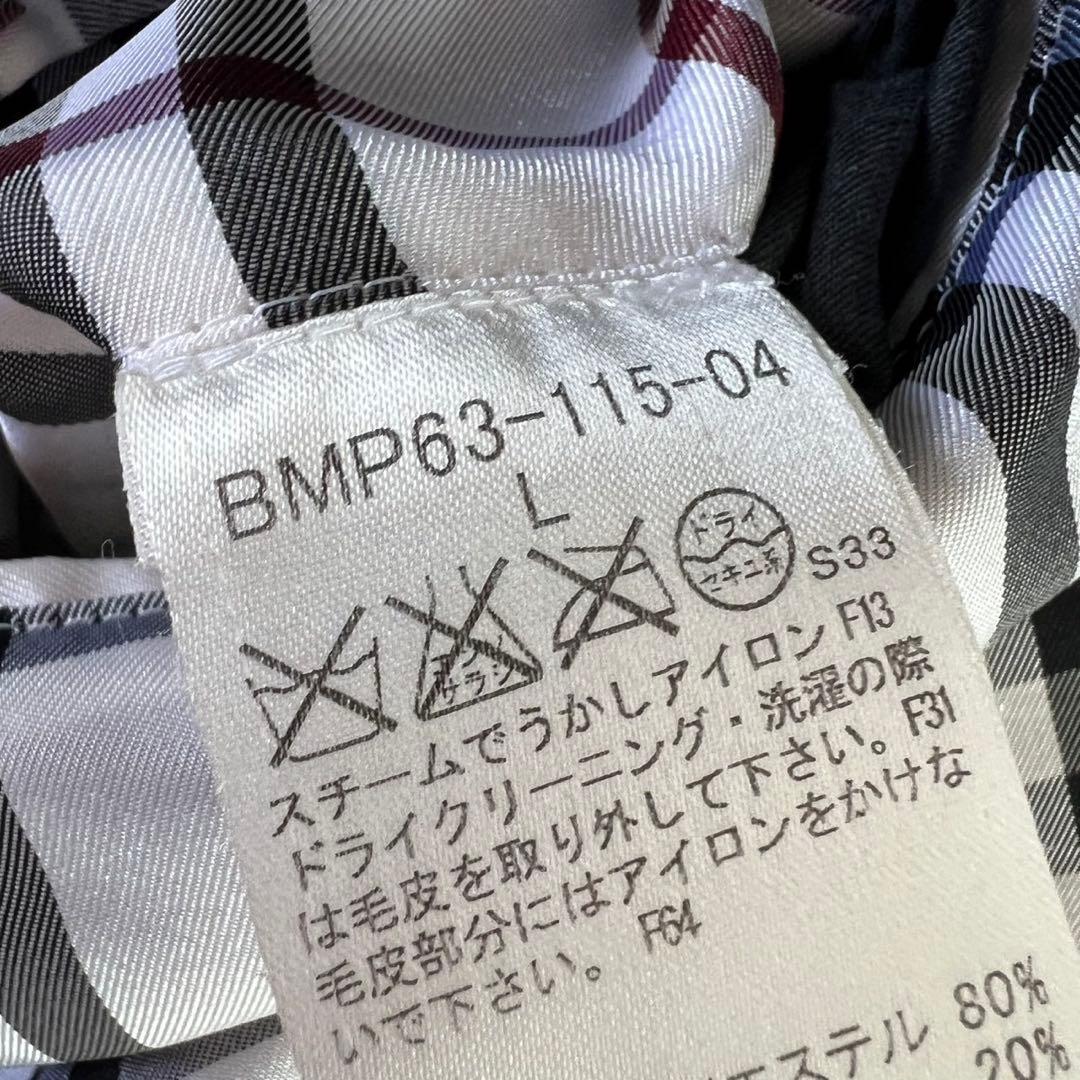 BMP63-115-04
L
サラシ
ドライ
セキユ系
S33
スチームでうかしアイロン F13
ドライクリーニング・洗濯の際
は毛皮を取り外して下さい。F31
毛皮部分にはアイロンをかけな
いで下さい。 F64
エステル 80%
20%